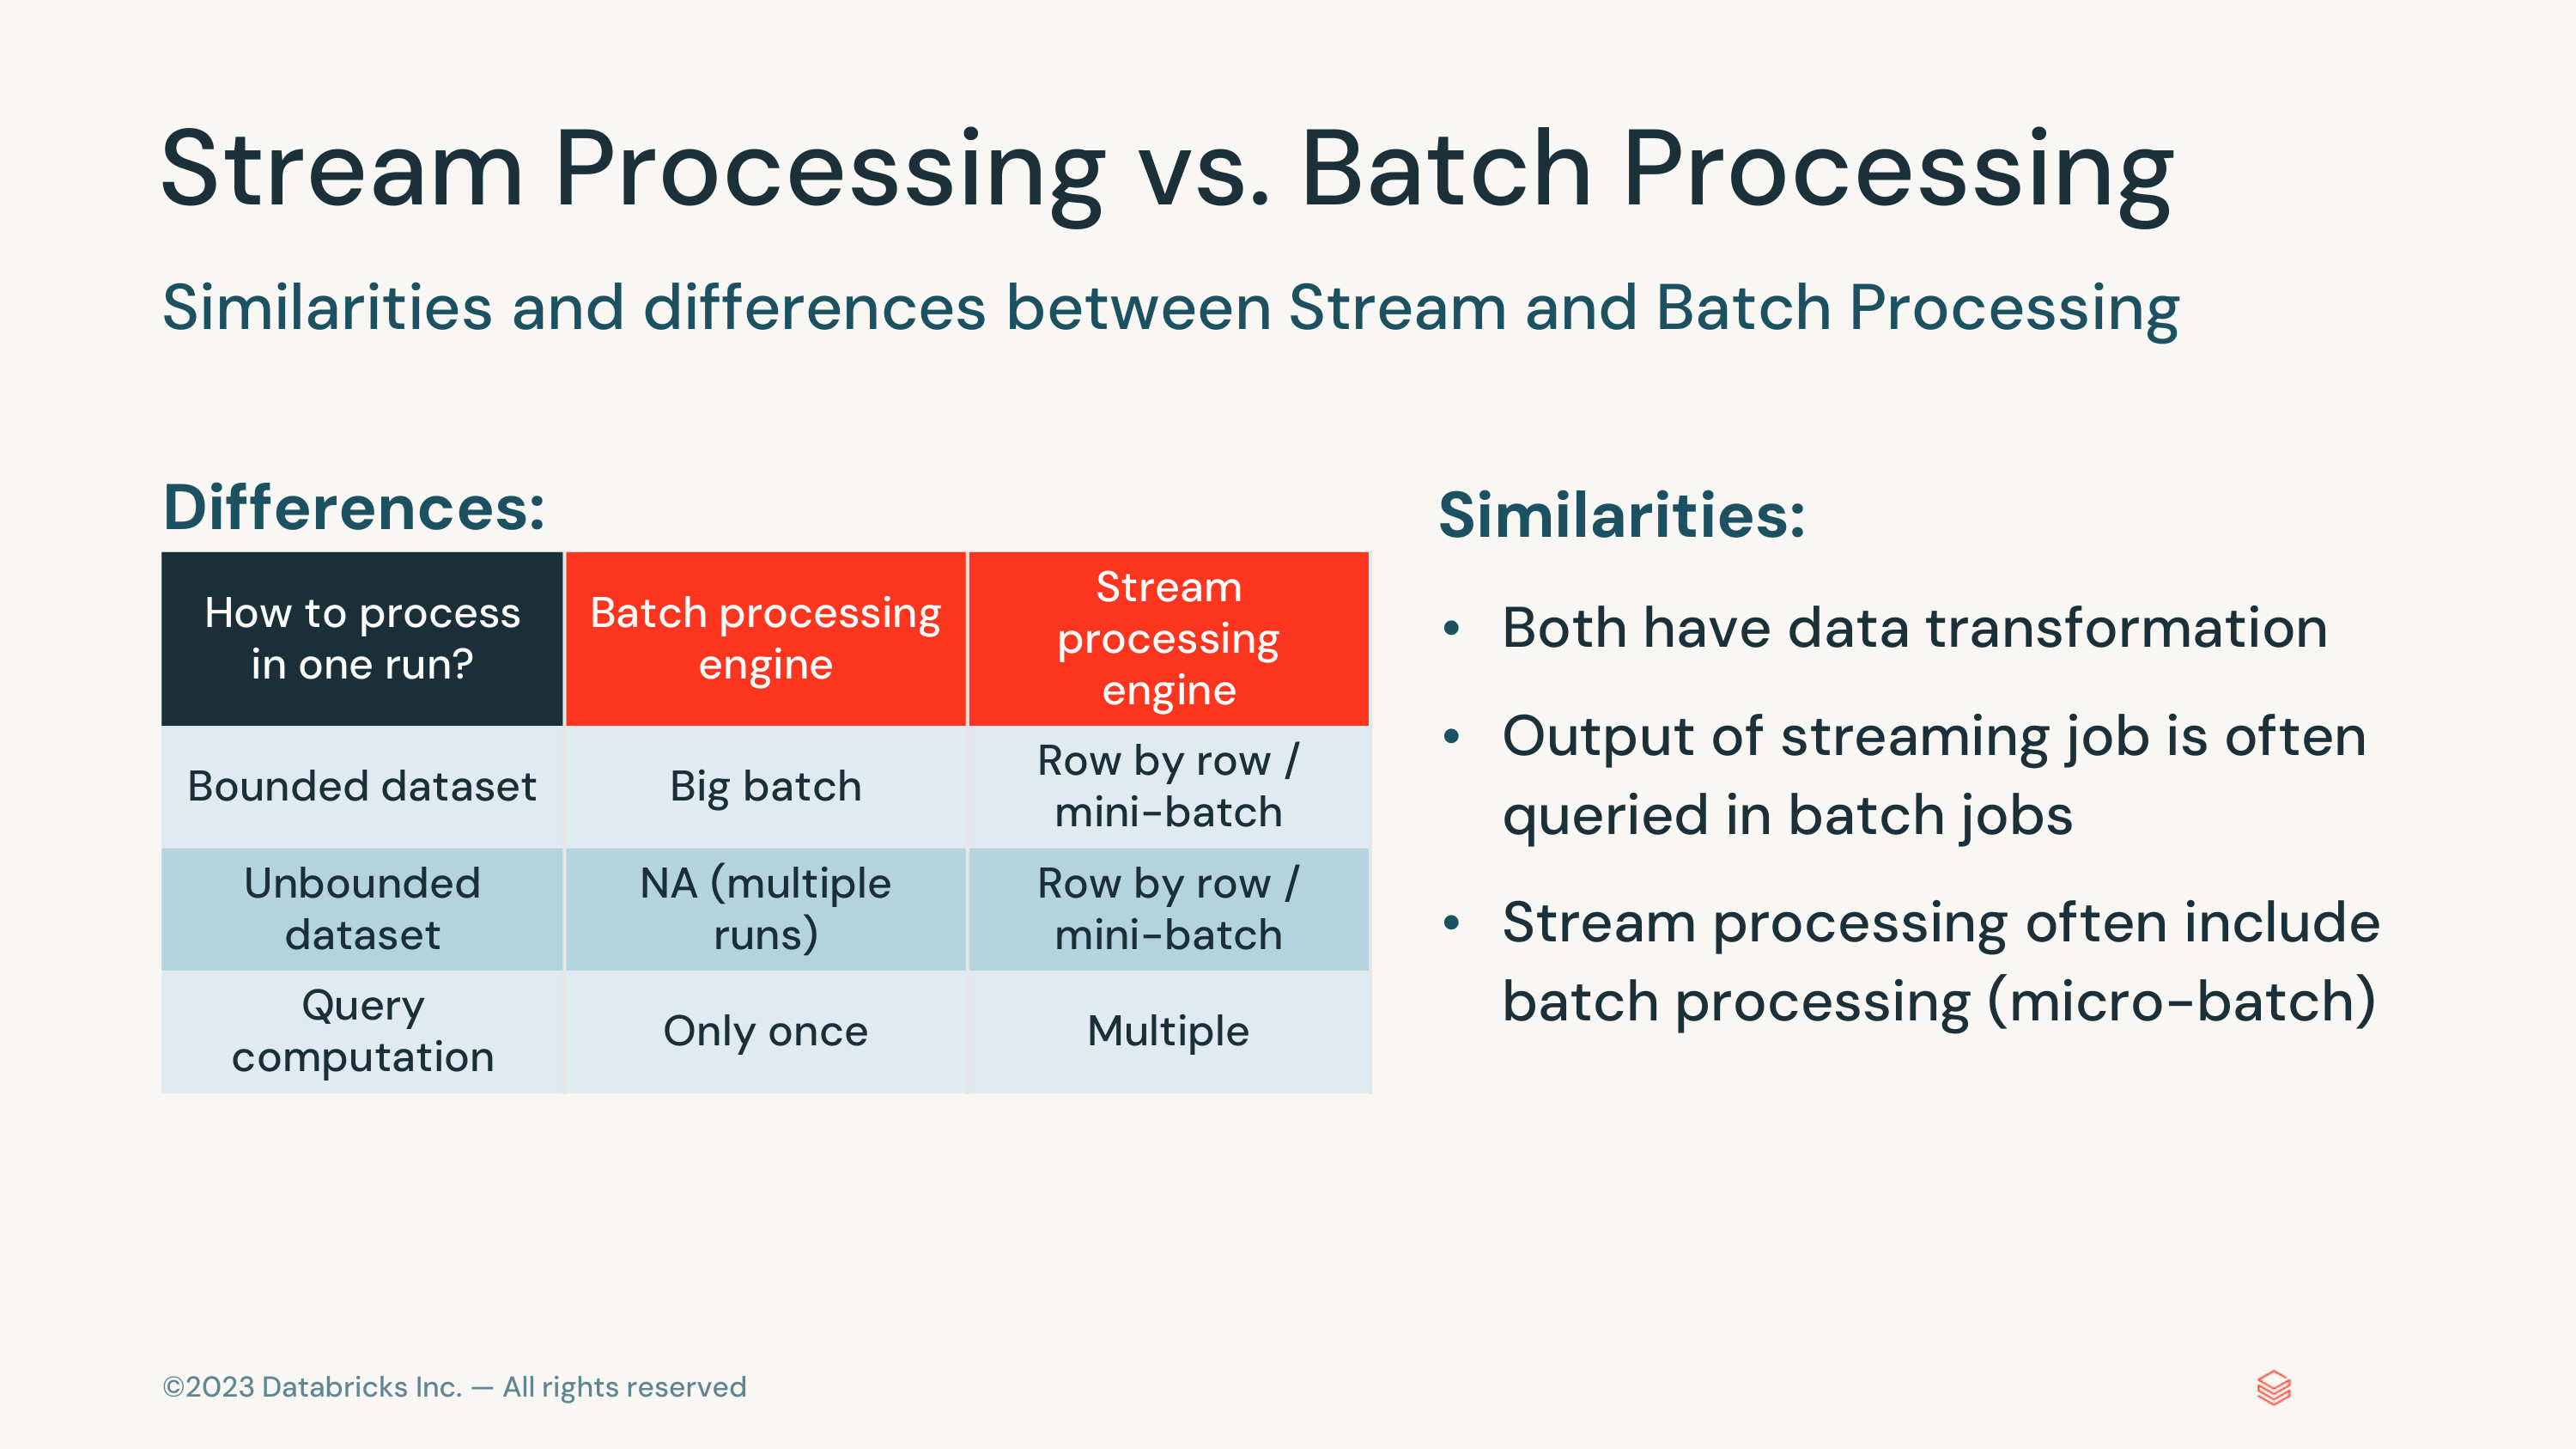 Stream Processing vs. Batch Processing
Similarities and differences between Stream and Batch Processing
Differences:
How to process
in one run?
Batch processing
engine
Stream
processing
engine
Bounded dataset
Big batch
Row by row /
mini-batch
Unbounded
dataset
NA (multiple
runs)
Row by row /
mini-batch
Query
computation
Only once
Multiple
Similarities:
• Both have data transformation
• Output of streaming job is often
queried in batch jobs
• Stream processing often include
batch processing (micro-batch)
©2023 Databricks Inc. — All rights reserved